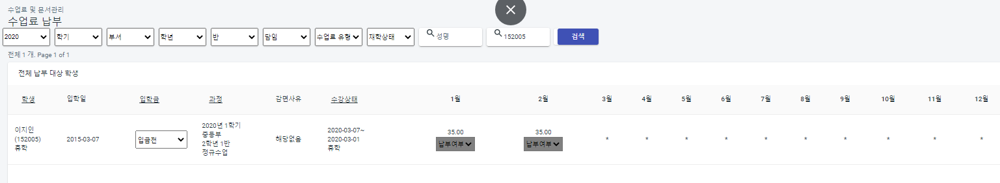 수업료 및 문서관리
수업료 납부
2020 학기 부서 학년 반 담임 수업료 유형 재학상태 성명 152005 검색
전체 1 개. Page 1 of 1
전체 납부 대상 학생
학생 입학일 입학금 과정 감면사유 수강상태 1월 2월 3월 4월 5월 6월 7월 8월 9월 10월 11월 12월
이지인
(152005)
휴학
2015-03-07
입금전
2020년 1학기
중등부
2학년 1반
정규수업
해당없음
2020-03-07~
2020-03-01
휴학
35.00
납부여부
35.00
납부여부
* * * * * * * * * *